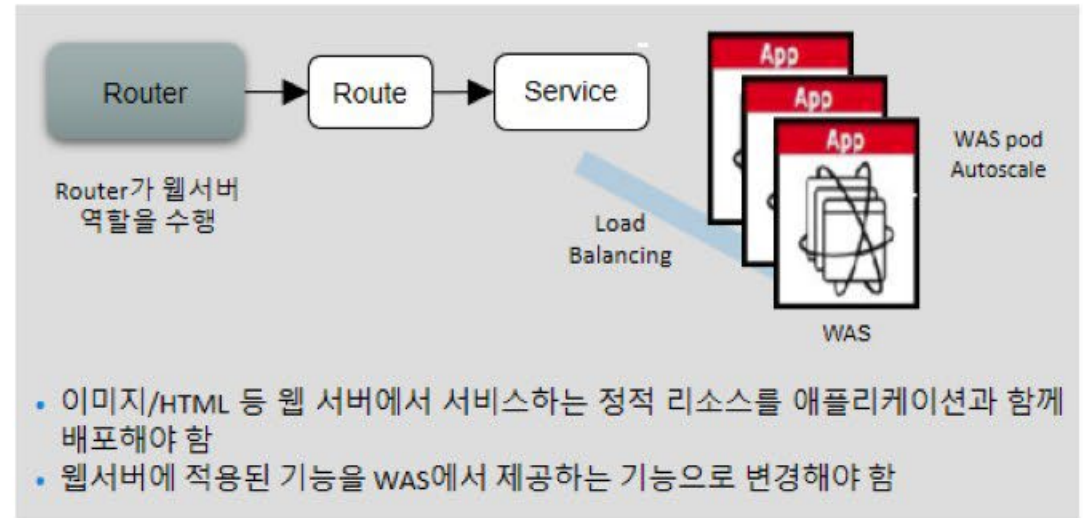 Router
Route
Service
App
App
App
WAS pod
Autoscale
Router가 웹서버
역할을 수행
Load
Balancing
WAS
• 이미지/HTML 등 웹 서버에서 서비스하는 정적 리소스를 애플리케이션과 함께
배포해야 함
• 웹서버에 적용된 기능을 WAS에서 제공하는 기능으로 변경해야 함